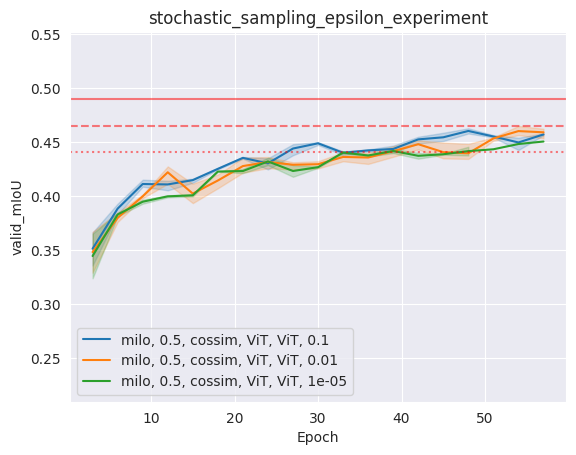 stochastic_sampling_epsilon_experiment
valid_mIoU
0.55
0.50
0.45
0.40
0.35
0.30
0.25
milo, 0.5, cossim, ViT, ViT, 0.1
milo, 0.5, cossim, ViT, ViT, 0.01
milo, 0.5, cossim, ViT, ViT, 1e-05
10 20 30 40 50
Epoch